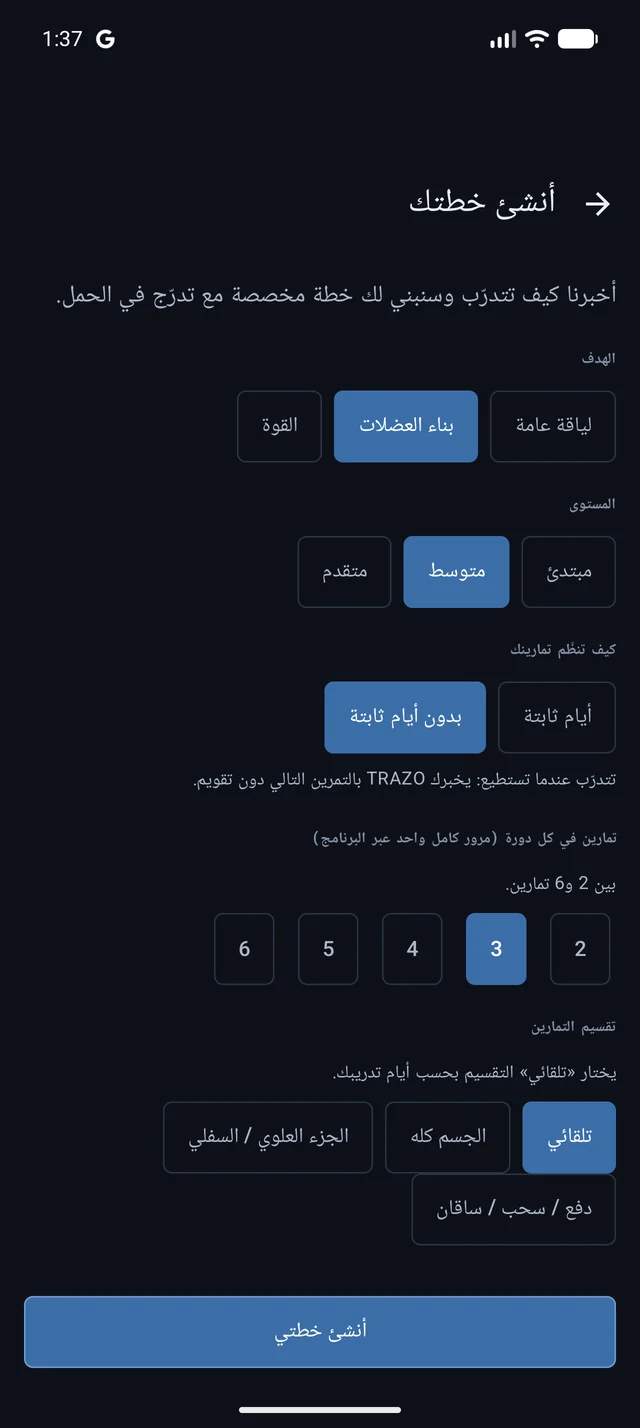 1:37 G
أنشئ خطتك
أخبرنا كيف تتدرّب وسنبني لك خطة مخصصة مع تدرّج في الحمل.
الهدف
لياقة عامة بناء العضلات القوة
المستوى
مبتدئ متوسط متقدم
كيف تنظّم تمارينك
أيام ثابتة بدون أيام ثابتة
تتدرّب عندما تستطيع: يخبرك TRAZO بالتمرين التالي دون تقويم.
تمارين في كل دورة (مرور كامل واحد عبر البرنامج)
بين 2 و6 تمارين.
2 3 4 5 6
تقسيم التمارين
يختار «تلقائي» التقسيم بحسب أيام تدريبك.
تلقائي الجسم كله الجزء العلوي / السفلي
دفع / سحب / ساقان
أنشئ خطتي